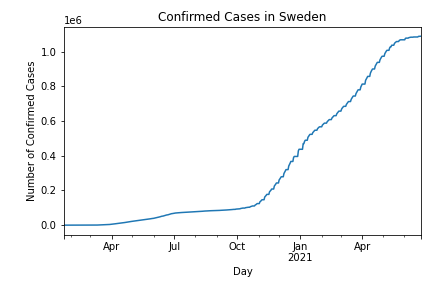 Confirmed Cases in Sweden
1e6
1.0
0.8
0.6
0.4
0.2
0.0
Number of Confirmed Cases
Apr
Jul
Oct
Jan
2021
Apr
Day